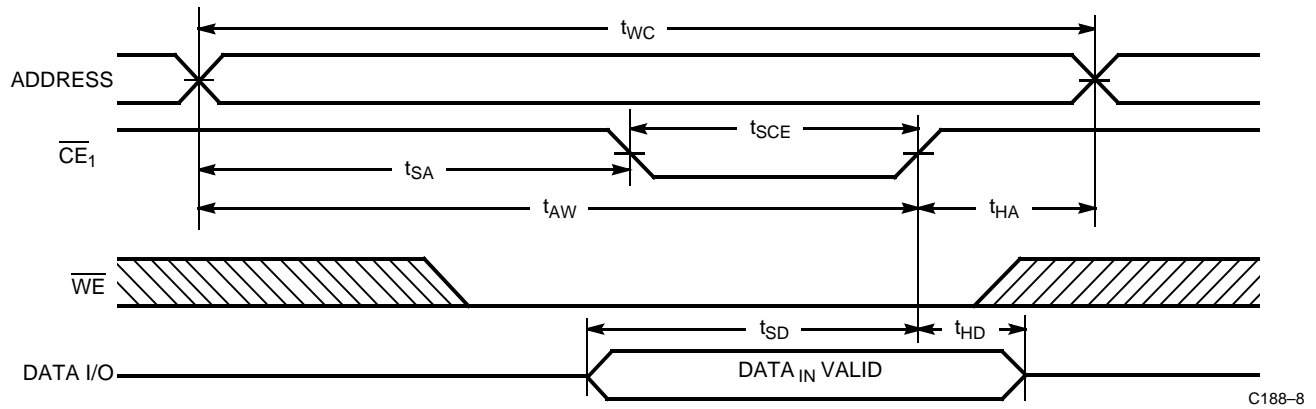 tWC
ADDRESS
CE1
tSCE
tSA
tAW
tHA
WE
tSD
tHD
DATA I/O
DATA IN VALID
C188–8